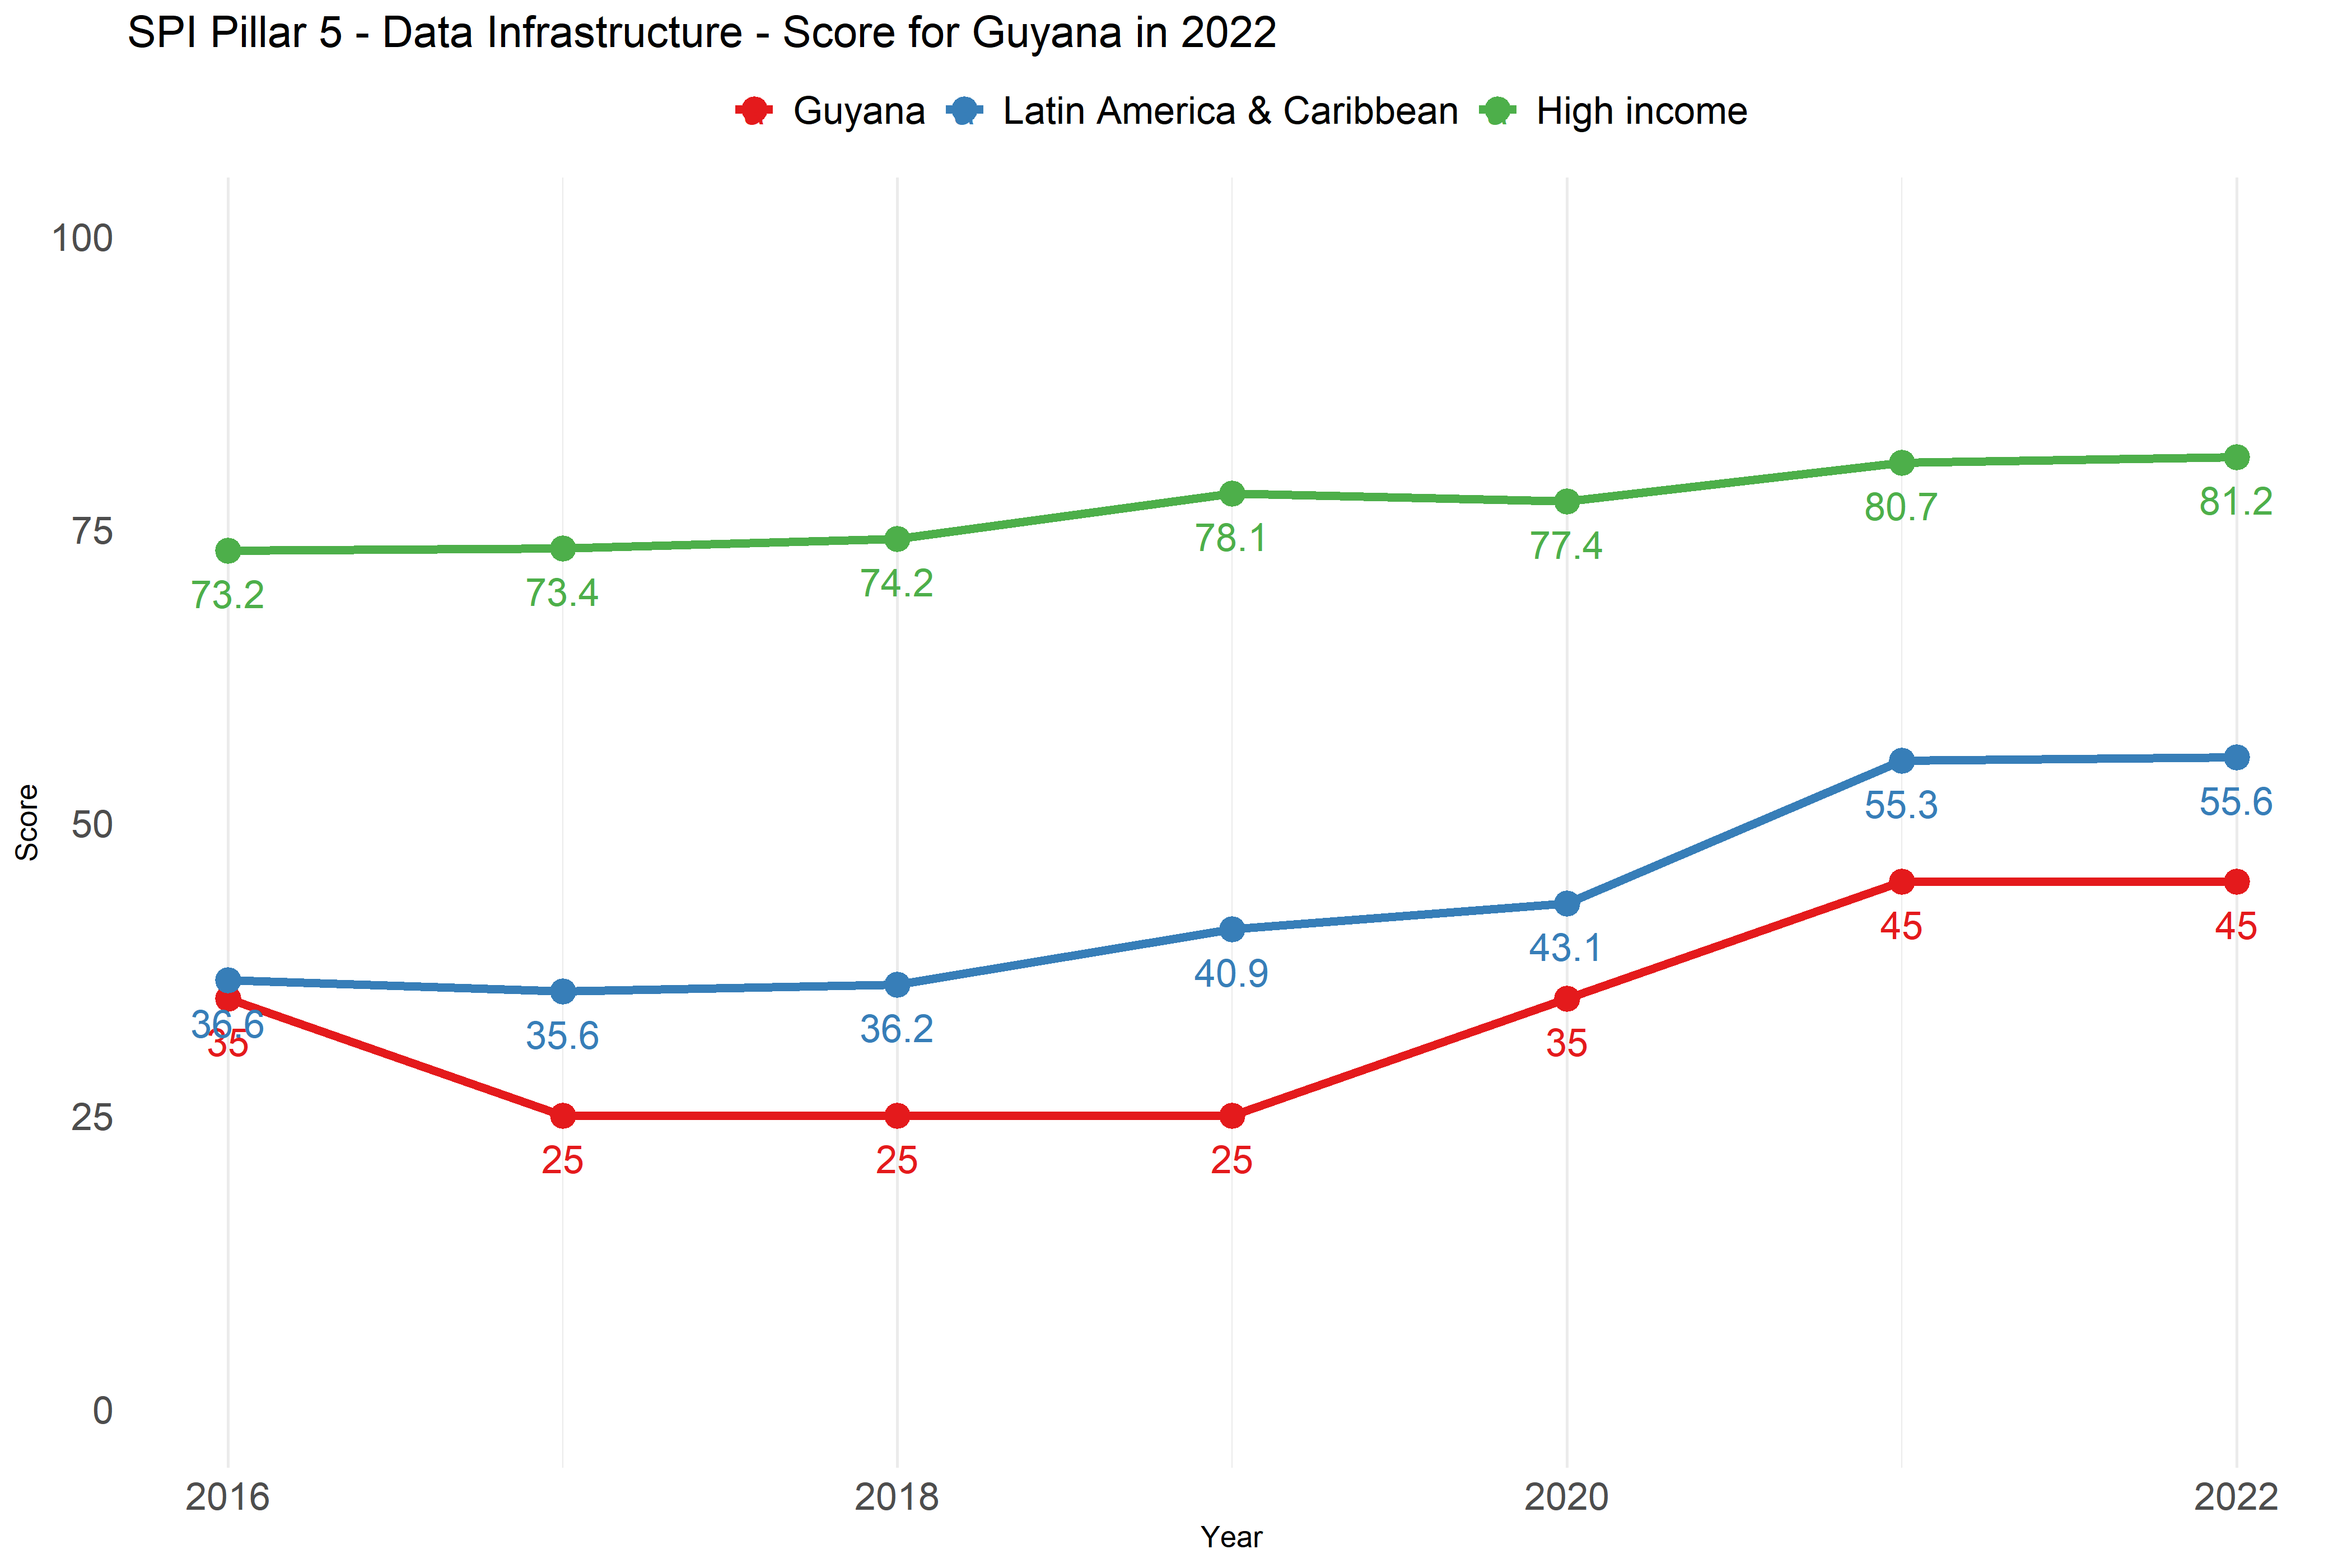 SPI Pillar 5 - Data Infrastructure - Score for Guyana in 2022
Guyana Latin America & Caribbean High income
100
75
50
25
0
Score
73.2 73.4 74.2 78.1 77.4 80.7 81.2
36.6 35.6 36.2 40.9 43.1 55.3 55.6
35 25 25 25 35 45 45
2016 2018 2020 2022
Year